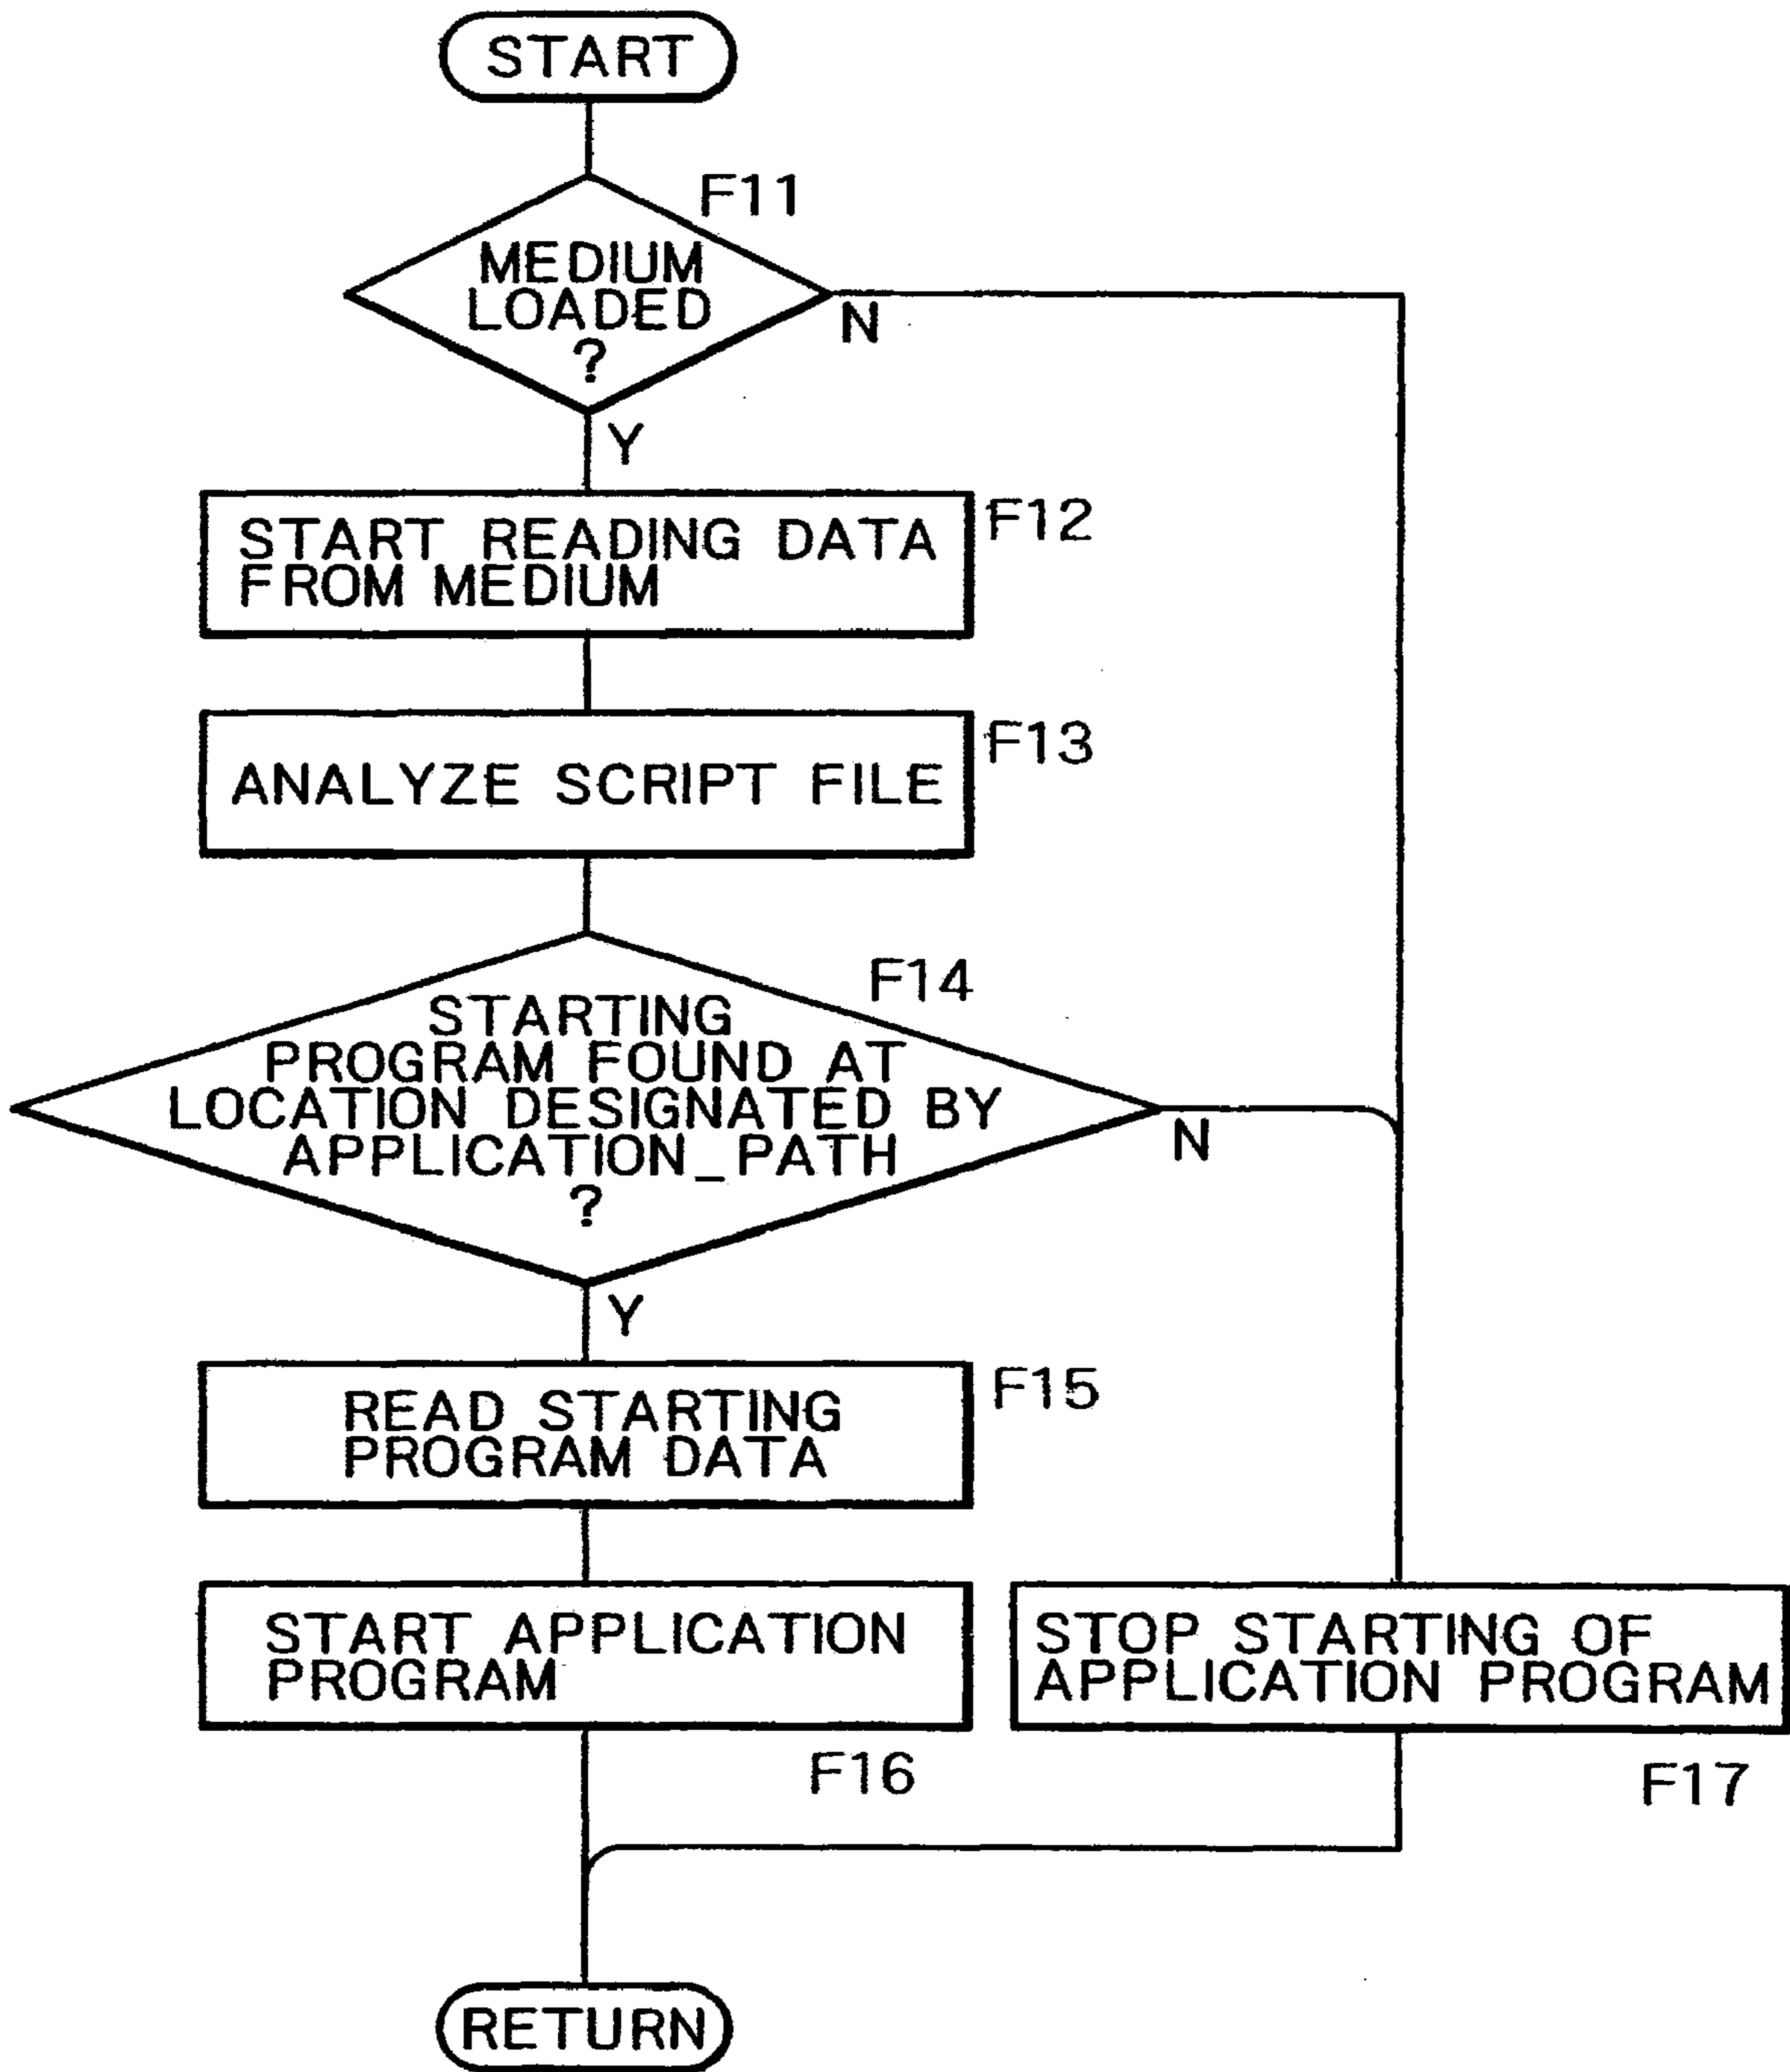 START
F11
MEDIUM
LOADED
?
N
Y
START READING DATA
FROM MEDIUM
F12
ANALYZE SCRIPT FILE
F13
F14
STARTING
PROGRAM FOUND AT
LOCATION DESIGNATED BY
APPLICATION_PATH
?
N
Y
READ STARTING
PROGRAM DATA
F15
START APPLICATION
PROGRAM
F16
STOP STARTING OF
APPLICATION PROGRAM
F17
RETURN